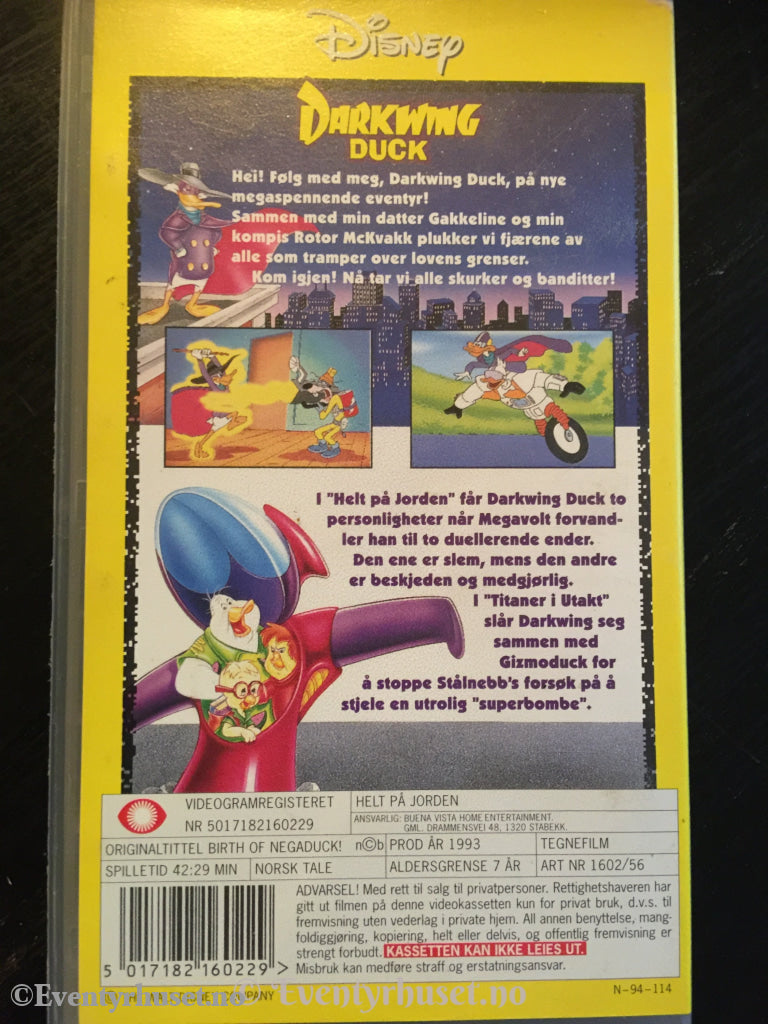 Disney
DARKWING
DUCK
Hei! Følg med meg, Darkwing Duck, på nye
megaspennende eventyr!
Sammen med min datter Gakkeline og min
kompis Rotor McKvakk plukker vi fjærene av
alle som tramper over lovens grenser.
Kom igjen! Nå tar vi alle skurker og banditter!
I "Helt på Jorden" får Darkwing Duck to
personligheter når Megavolt forvand-
ler han til to duellerende ender.
Den ene er slem, mens den andre
er beskjeden og medgjørlig.
I "Titaner i Utakt"
slår Darkwing seg
sammen med
Gizmoduck for
å stoppe Stålnebb's forsøk på å
stjele en utrolig "superbombe".
VIDEOGRAMREGISTERET
NR 5017182160229
HELT PÅ JORDEN
ANSVARLIG: BUENA VISTA HOME ENTERTAINMENT.
GML. DRAMMENSVEI 48, 1320 STABEKK.
ORIGINALTITTEL BIRTH OF NEGADUCK! n©b PROD ÅR 1993 TEGNEFILM
SPILLETID 42:29 MIN NORSK TALE ALDERSGRENSE 7 ÅR ART NR 1602/56
ADVARSEL! Med rett til salg til privatpersoner. Rettighetshaveren har
gitt ut filmen på denne videokassetten kun for privat bruk, d.v.s. til
fremvisning uten vederlag i private hjem. All annen benyttelse, mang-
foldiggjøring, kopiering, helt eller delvis, og offentlig fremvisning er
strengt forbudt. KASSETTEN KAN IKKE LEIES UT.
Misbruk kan medføre straff og erstatningsansvar.
5 017182 160229 >
© THE WALT DISNEY COMPANY
N-94-114
©Eventyrhuset.no
Eventyrhuset.no